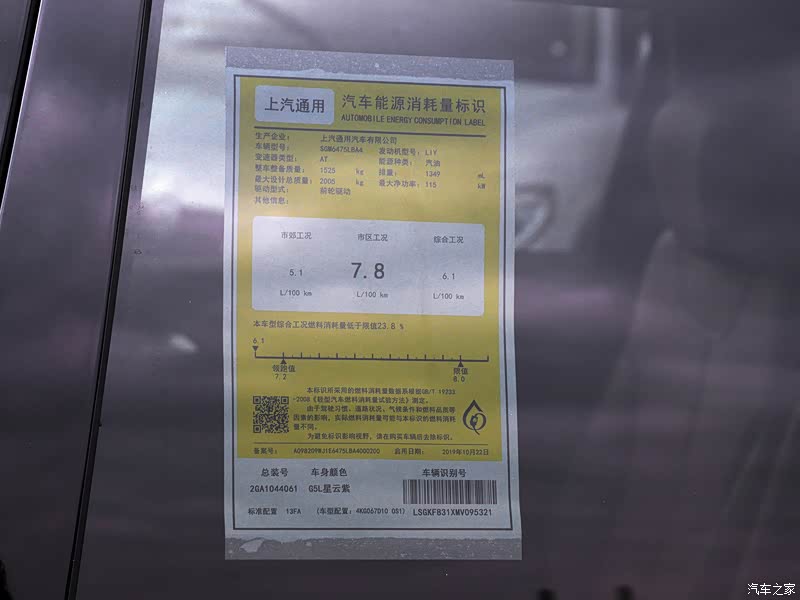 上汽通用 汽车能源消耗量标识
AUTOMOBILE ENERGY CONSUMPTION LABEL
生产企业: 上汽通用汽车有限公司
车辆型号: SGM6475LBA4 发动机型号: LIY
变速器类型: AT 能源种类: 汽油
整车整备质量: 1525 kg 排量: 1349 mL
最大设计总质量: 2005 kg 最大净功率: 115 kW
驱动型式: 前轮驱动
其他信息:
市郊工况 市区工况 综合工况
5.1 7.8 6.1
L/100 km L/100 km L/100 km
本车型综合工况燃料消耗量低于限值23.8 %
6.1
领跑值 限值
7.2 8.0
本标识所采用的燃料消耗量数据系根据GB/T 19233
-2008《轻型汽车燃料消耗量试验方法》测定。
由于驾驶习惯、道路状况、气候条件和燃料品质等
因素的影响，实际燃料消耗量可能与本标识的燃料消耗
量不同。
为避免标识影响视野，请在购买车辆后去除标识。
备案号: A098209WJ1E6475LBA4000200 启用日期: 2019年10月22日
总装号 车身颜色 车辆识别号
2GA1044061 G5L星云紫
标准配置 13FA (车型配置: 4KG067D10 0S1) LSGKFB31XMV095321
汽车之家